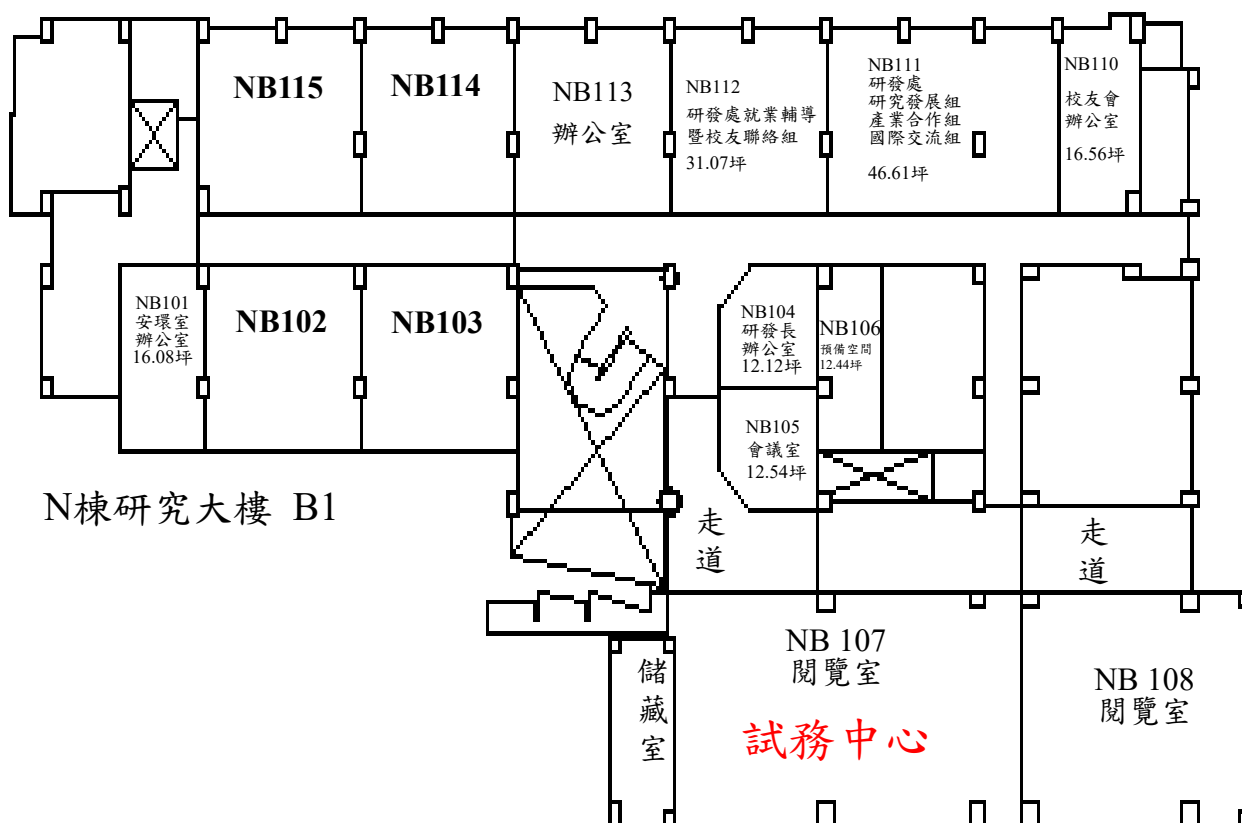 NB115
NB114
NB113
辦公室
NB112
研發處就業輔導
暨校友聯絡組
31.07坪
NB111
研發處
研究發展組
產業合作組
國際交流組
46.61坪
NB110
校友會
辦公室
16.56坪
NB101
安環室
辦公室
16.08坪
NB102
NB103
NB104
研發長
辦公室
12.12坪
NB106
預備空間
12.44坪
NB105
會議室
12.54坪
N棟研究大樓 B1
走道
走道
儲藏室
NB 107
閱覽室
試務中心
NB 108
閱覽室